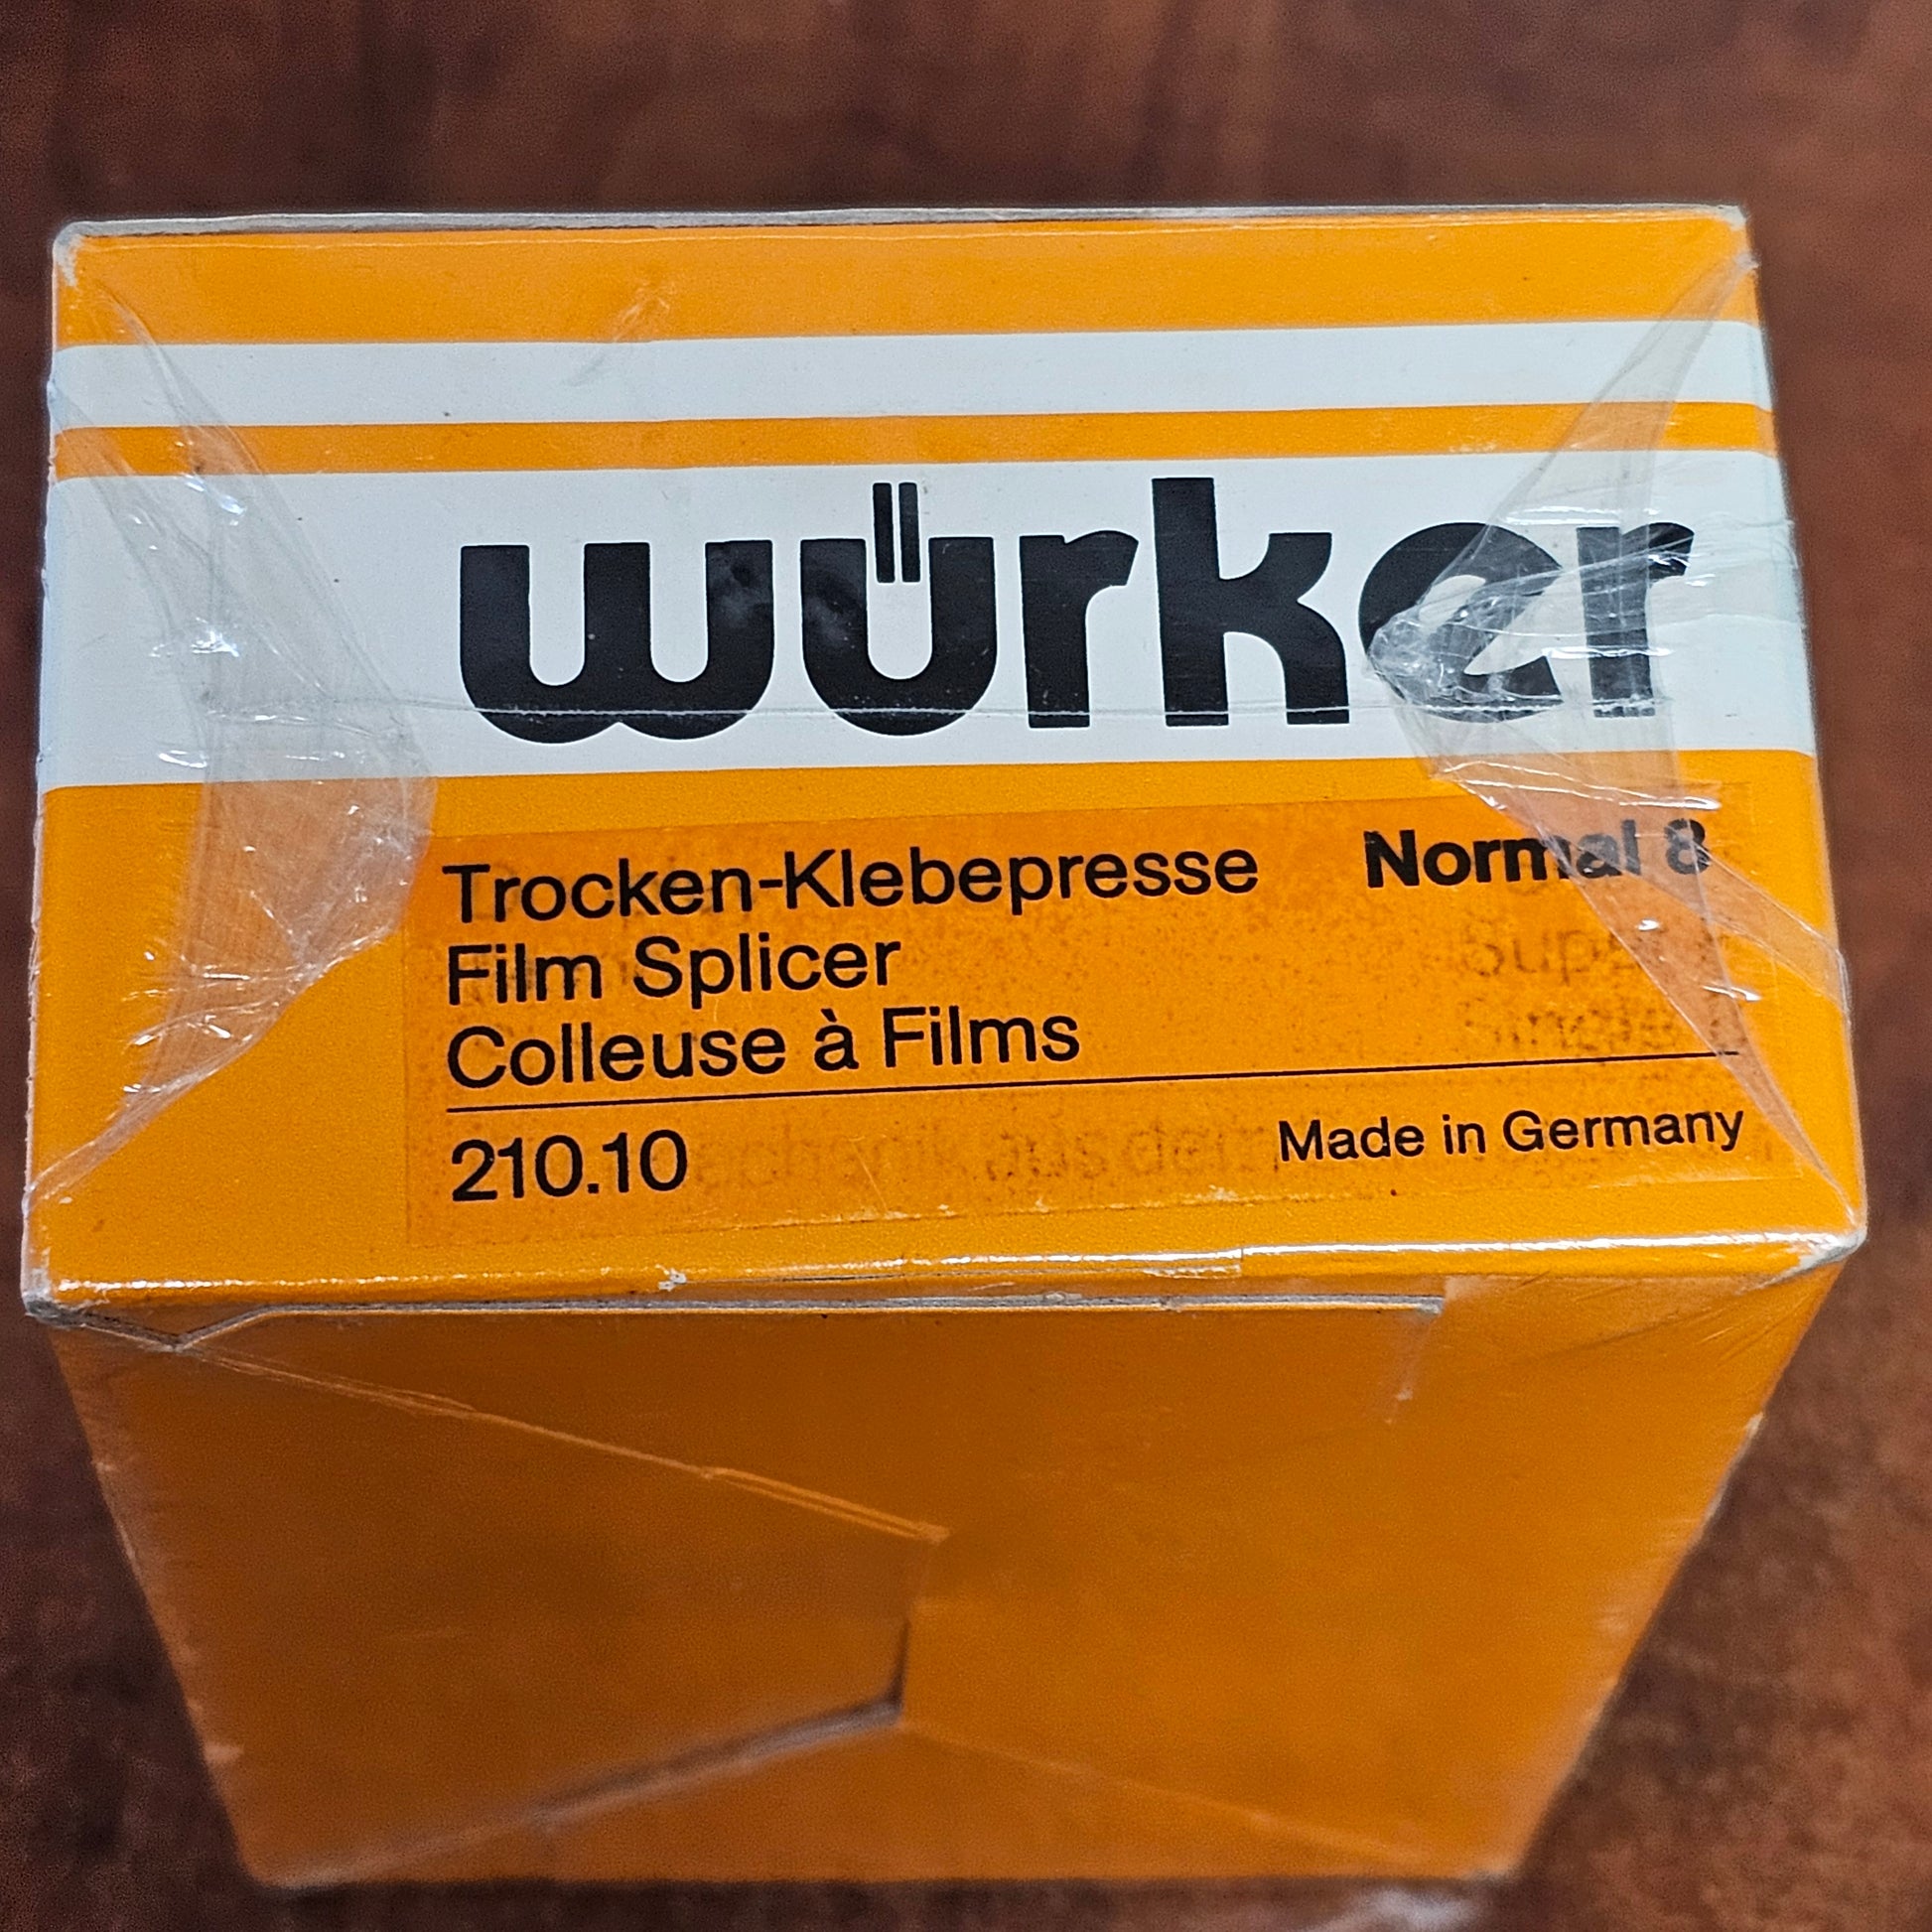 würker
Trocken-Klebepresse Normal 8
Film Splicer
Colleuse à Films
210.10 Made in Germany